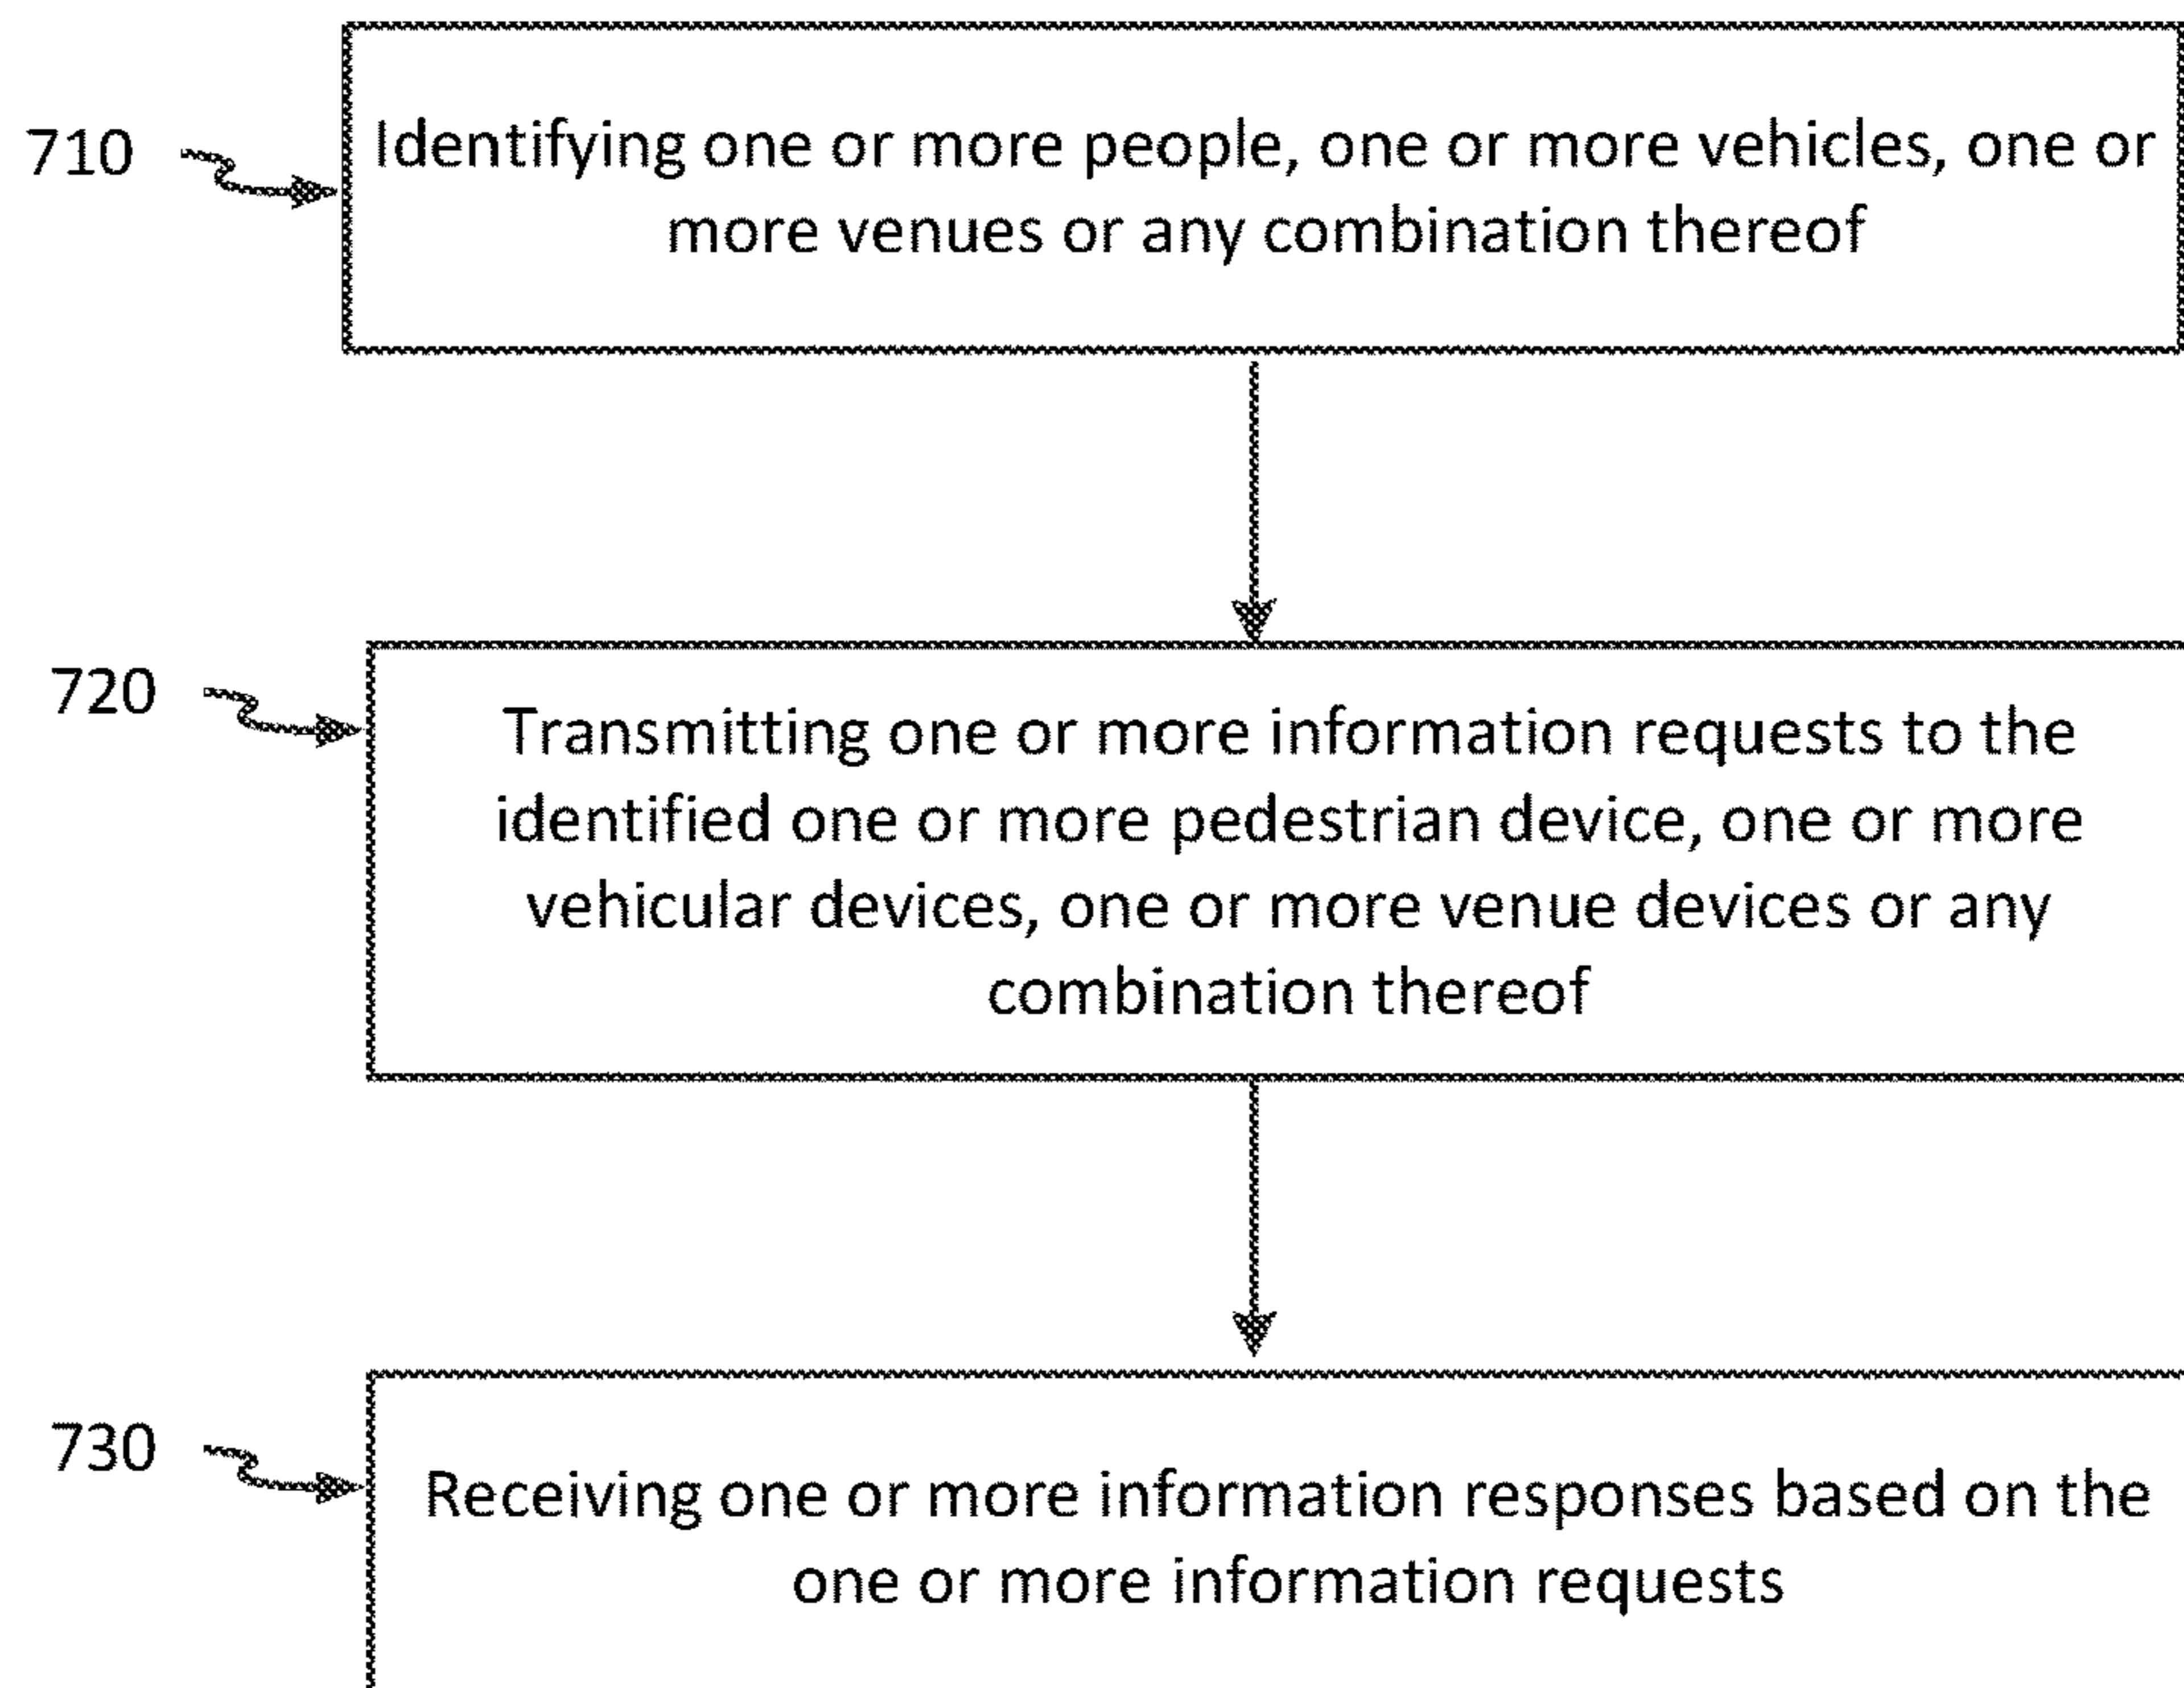 710
Identifying one or more people, one or more vehicles, one or
more venues or any combination thereof
720
Transmitting one or more information requests to the
identified one or more pedestrian device, one or more
vehicular devices, one or more venue devices or any
combination thereof
730
Receiving one or more information responses based on the
one or more information requests